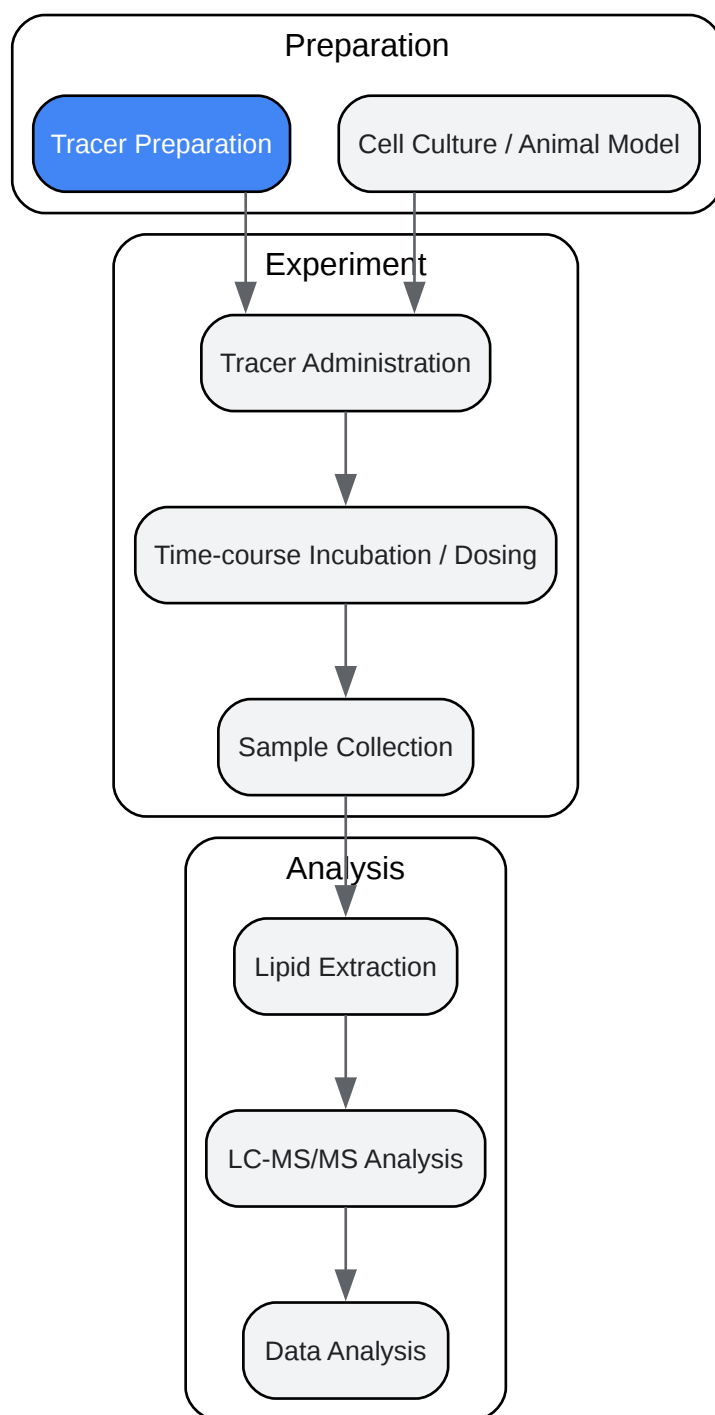 Preparation
Tracer Preparation
Cell Culture / Animal Model
Experiment
Tracer Administration
Time-course Incubation / Dosing
Sample Collection
Analysis
Lipid Extraction
LC-MS/MS Analysis
Data Analysis